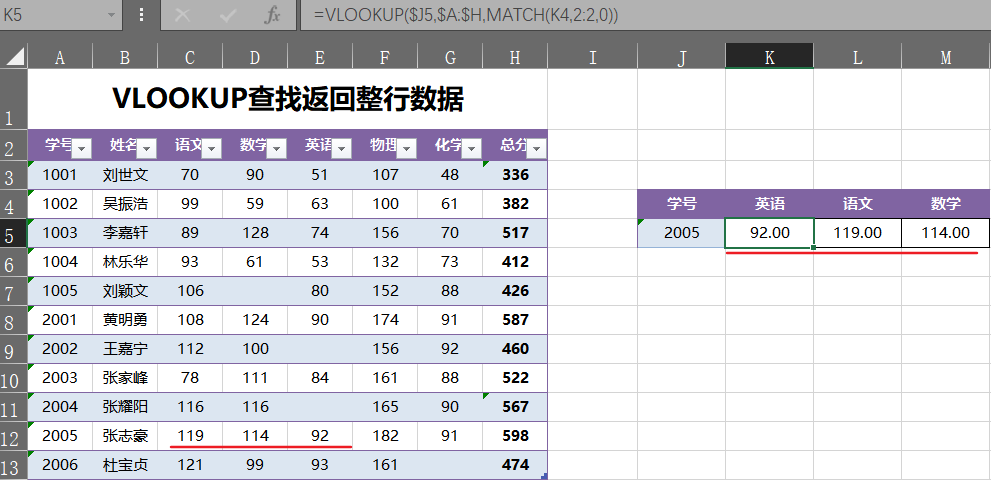 K5 fx =VLOOKUP($J5,$A:$H,MATCH(K4,2:2,0))
A B C D E F G H I J K L M
1 VLOOKUP查找返回整行数据
2 学号 姓名 语文 数学 英语 物理 化学 总分
3 1001 刘世文 70 90 51 107 48 336
4 1002 吴振浩 99 59 63 100 61 382 学号 英语 语文 数学
5 1003 李嘉轩 89 128 74 156 70 517 2005 92.00 119.00 114.00
6 1004 林乐华 93 61 53 132 73 412
7 1005 刘颖文 106 80 152 88 426
8 2001 黄明勇 108 124 90 174 91 587
9 2002 王嘉宁 112 100 156 92 460
10 2003 张家峰 78 111 84 161 88 522
11 2004 张耀阳 116 116 165 90 567
12 2005 张志豪 119 114 92 182 91 598
13 2006 杜宝贞 121 99 93 161 474